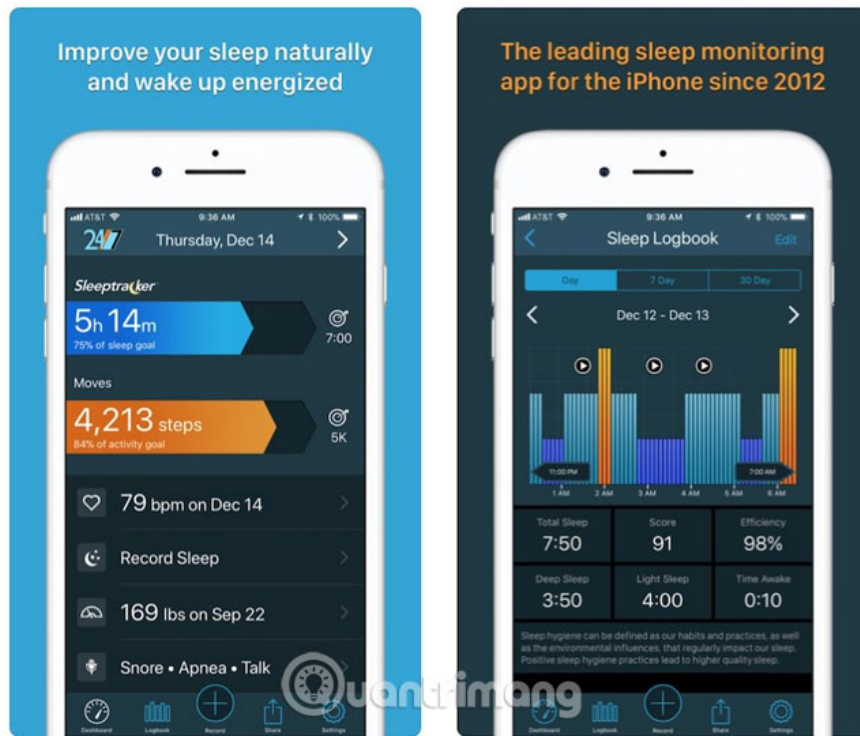 Improve your sleep naturally
and wake up energized
AT&T 9:36 AM 100%
24/7 Thursday, Dec 14
Sleeptracker
5h 14m
75% of sleep goal
7:00
Moves
4,213 steps
84% of activity goal
5K
79 bpm on Dec 14
Record Sleep
169 lbs on Sep 22
Snore • Apnea • Talk
Dashboard Logbook Record Share Settings
The leading sleep monitoring
app for the iPhone since 2012
AT&T 9:36 AM 100%
Sleep Logbook Edit
Day 7 Day 30 Day
Dec 12 - Dec 13
11:00 PM 7:00 AM
1 AM 2 AM 3 AM 4 AM 5 AM 6 AM
Total Sleep Score Efficiency
7:50 91 98%
Deep Sleep Light Sleep Time Awake
3:50 4:00 0:10
Sleep hygiene can be defined as our habits and practices, as well
as the environmental influences, that regularly impact our sleep.
Positive sleep hygiene practices lead to higher quality sleep.
Dashboard Logbook Record Share Settings
Quantrimang